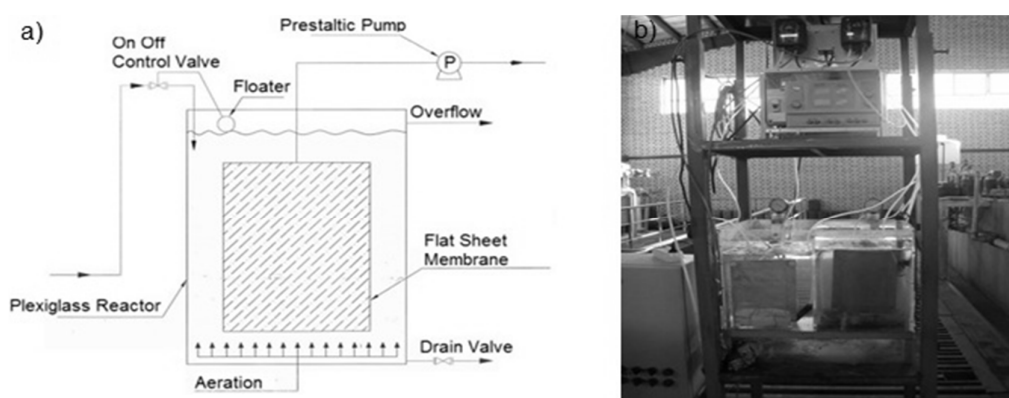 a)
On Off
Control Valve
Prestaltic Pump
P
Floater
Overflow
Flat Sheet
Membrane
Plexiglass Reactor
Drain Valve
Aeration
b)